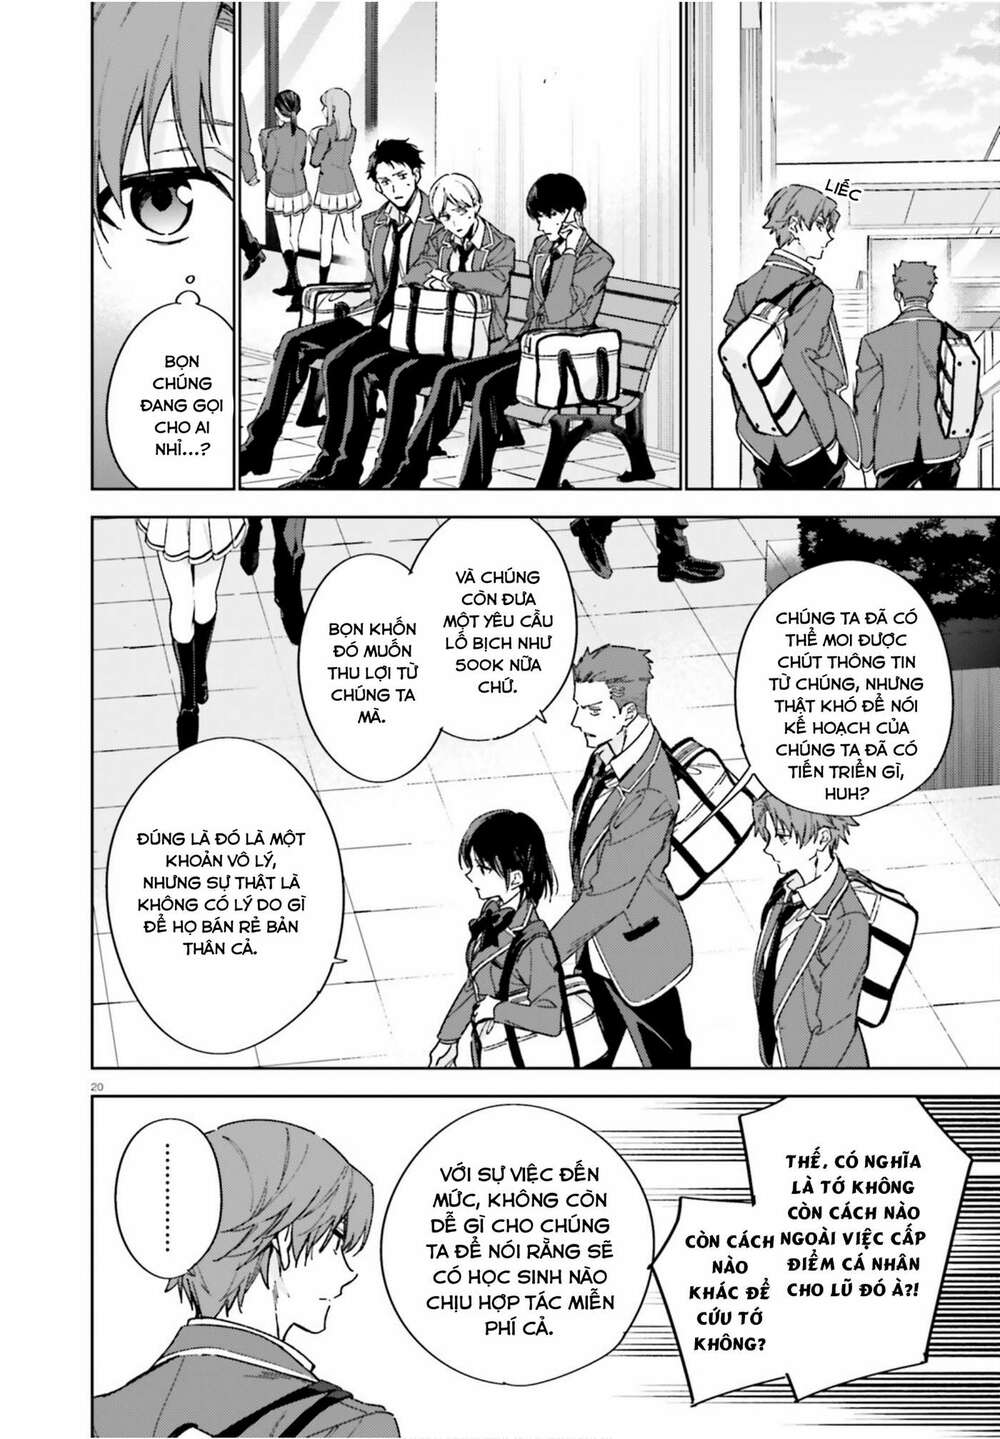 LIẾC
BỌN
CHÚNG
ĐANG GỌI
CHO AI
NHỈ...?
CHÚNG TA ĐÃ CÓ
THỂ MOI ĐƯỢC
CHÚT THÔNG TIN
TỪ CHÚNG, NHƯNG
THẬT KHÓ ĐỂ NÓI
KẾ HOẠCH CỦA
CHÚNG TA ĐÃ CÓ
TIẾN TRIỂN GÌ,
HUH?
VÀ CHÚNG
CÒN ĐƯA
MỘT YÊU CẦU
LỐ BỊCH NHƯ
500K NỮA
CHỨ.
BỌN KHỐN
ĐÓ MUỐN
THU LỢI TỪ
CHÚNG TA
MÀ.
ĐÚNG LÀ ĐÓ LÀ MỘT
KHOẢN VÔ LÝ,
NHƯNG SỰ THẬT LÀ
KHÔNG CÓ LÝ DO GÌ
ĐỂ HỌ BÁN RẺ BẢN
THÂN CẢ.
20
THẾ, CÓ NGHĨA
LÀ TỚ KHÔNG
CÒN CÁCH NÀO
NGOÀI VIỆC CẤP
ĐIỂM CÁ NHÂN
CHO LŨ ĐÓ À?!
CÒN CÁCH
NÀO
KHÁC ĐỂ
CỨU TỚ
KHÔNG?
VỚI SỰ VIỆC ĐẾN
MỨC, KHÔNG CÒN
DỄ GÌ CHO CHÚNG
TA ĐỂ NÓI RẰNG SẼ
CÓ HỌC SINH NÀO
CHỊU HỢP TÁC MIỄN
PHÍ CẢ.
..........